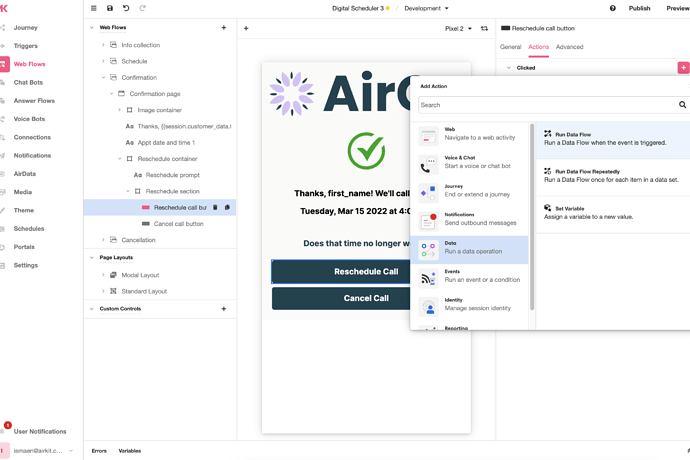 Digital Scheduler 3
/
Development
Publish
Preview
Journey
Triggers
Web Flows
Chat Bots
Answer Flows
Voice Bots
Connections
Notifications
AirData
Media
Theme
Schedules
Portals
Settings
1
User Notifications
I
ismaen@airkit.c...
Web Flows
+
Info collection
Schedule
Confirmation
Confirmation page
Image container
Aa Thanks, {{session.customer_data.f
Aa Appt date and time 1
Reschedule container
Aa Reschedule prompt
Reschedule section
Reschedule call bu
Cancel call button
Cancellation
Page Layouts
Modal Layout
Standard Layout
Custom Controls
+
+
Pixel 2
Thanks, first_name! We'll call
Tuesday, Mar 15 2022 at 4:0
Does that time no longer w
Reschedule Call
Cancel Call
Errors
Variables
Reschedule call button
General
Actions
Advanced
Clicked
+
Add Action
Search
Web
Navigate to a web activity
Voice & Chat
Start a voice or chat bot
Journey
End or extend a journey
Notifications
Send outbound messages
Data
Run a data operation
Events
Run an event or a condition
Identity
Manage session identity
Reporting
Run Data Flow
Run a Data Flow when the event is triggered.
Run Data Flow Repeatedly
Run a Data Flow once for each item in a data set.
Set Variable
Assign a variable to a new value.